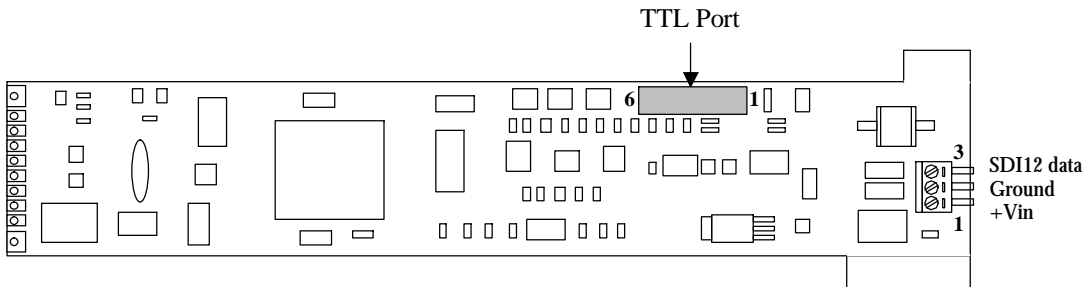 TTL Port
6 1
3
SDI12 data
Ground
+Vin
1